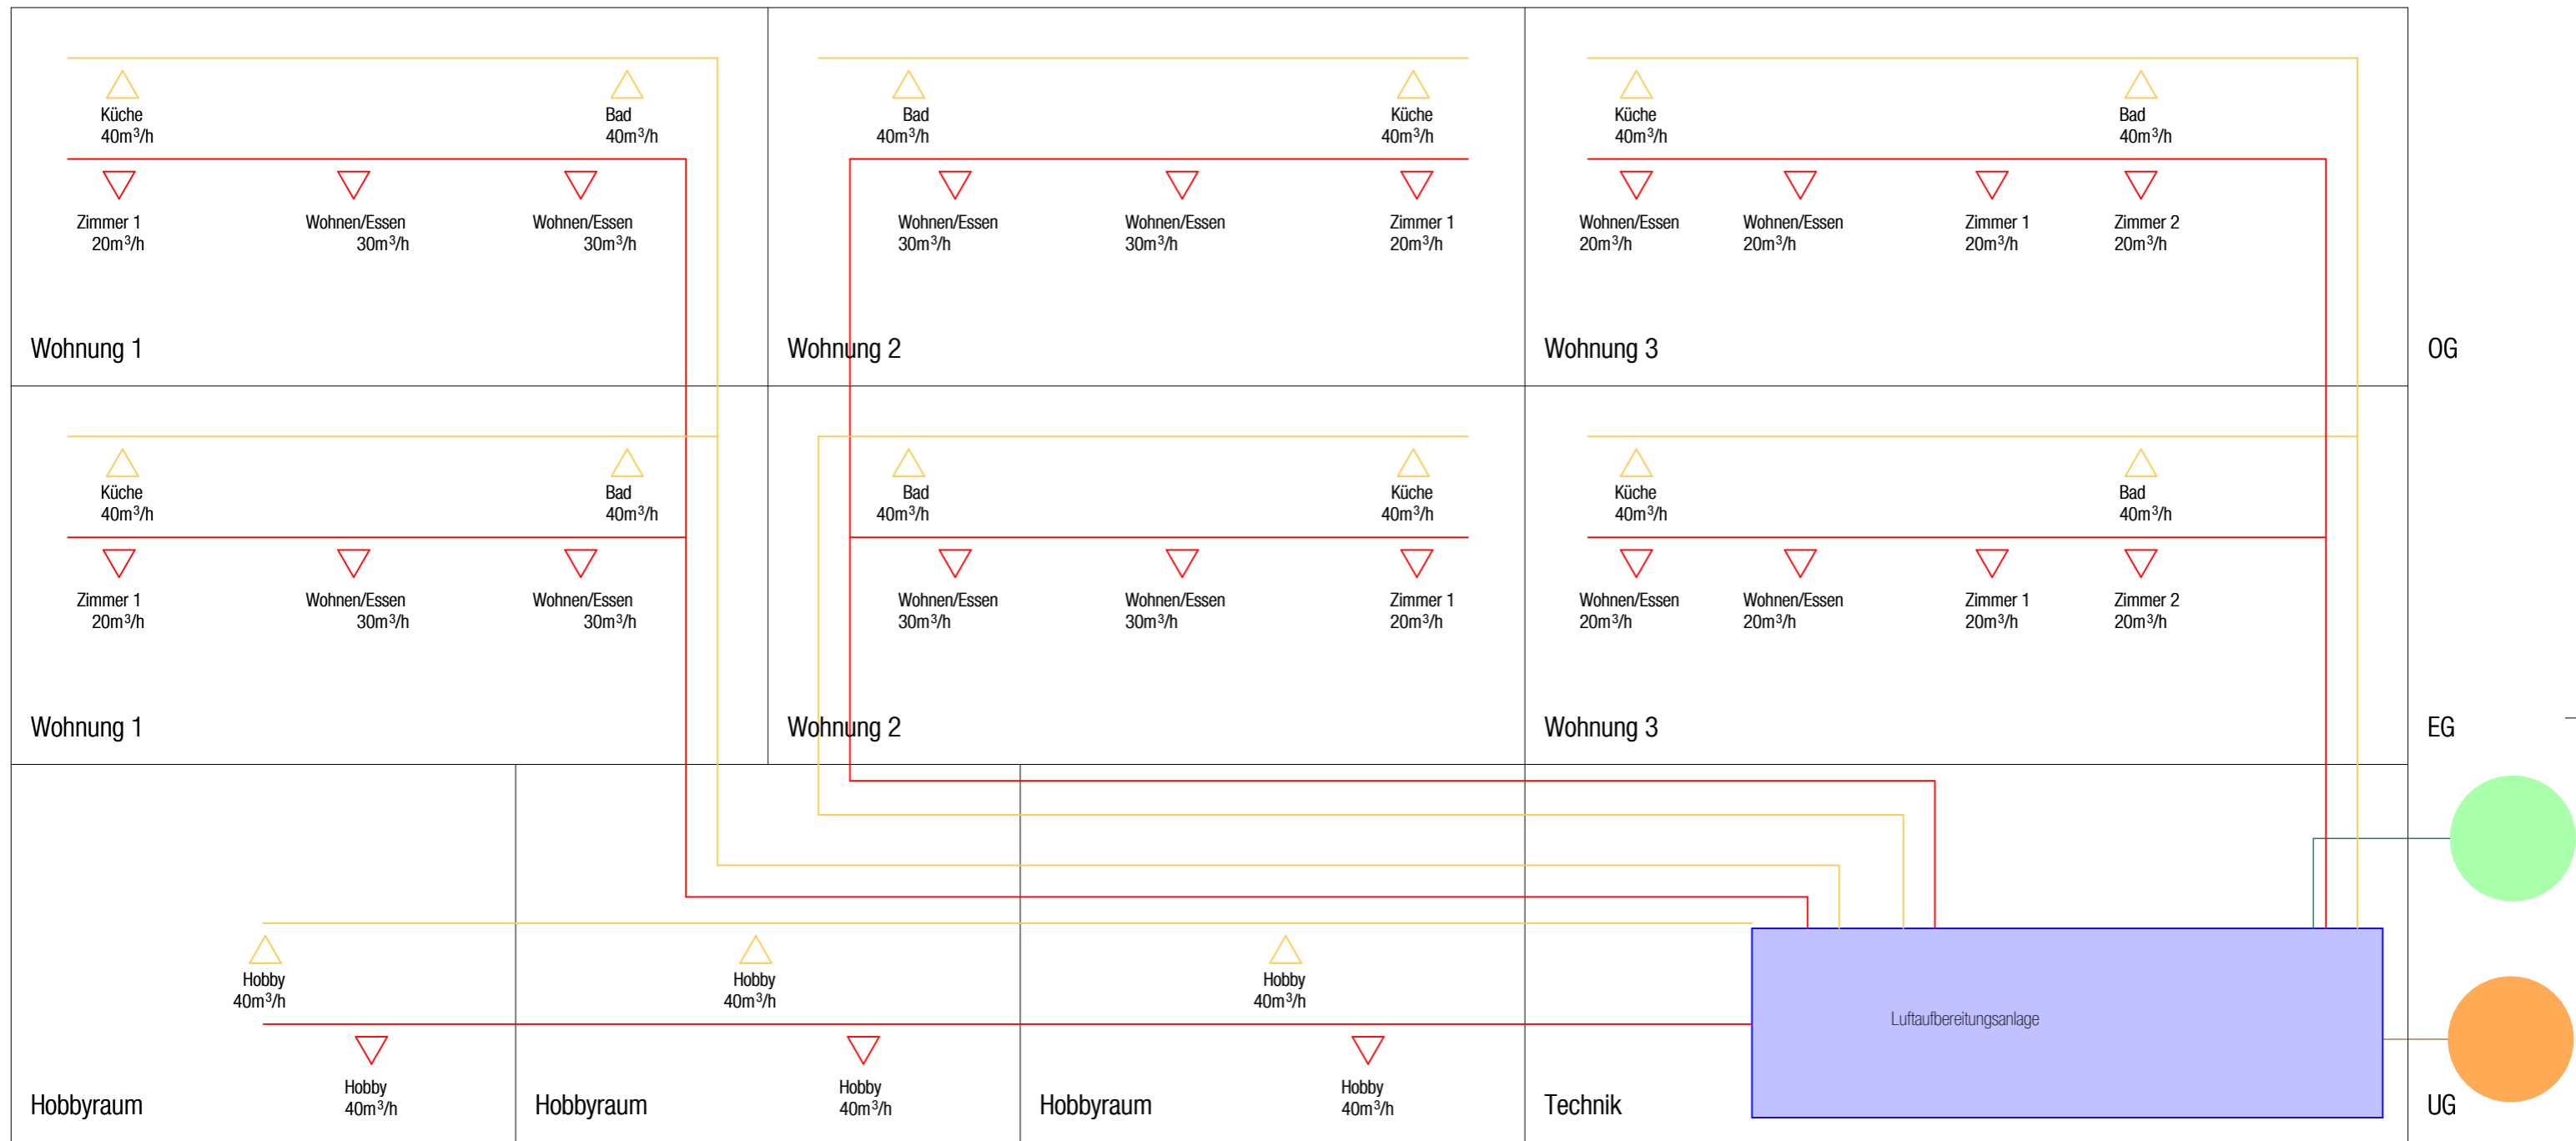 Küche
40m³/h
Bad
40m³/h
Zimmer 1
20m³/h
Wohnen/Essen
30m³/h
Wohnen/Essen
30m³/h
Wohnung 1
Bad
40m³/h
Küche
40m³/h
Wohnen/Essen
30m³/h
Wohnen/Essen
30m³/h
Zimmer 1
20m³/h
Wohnung 2
Küche
40m³/h
Bad
40m³/h
Wohnen/Essen
20m³/h
Wohnen/Essen
20m³/h
Zimmer 1
20m³/h
Zimmer 2
20m³/h
Wohnung 3
OG
Küche
40m³/h
Bad
40m³/h
Zimmer 1
20m³/h
Wohnen/Essen
30m³/h
Wohnen/Essen
30m³/h
Wohnung 1
Bad
40m³/h
Küche
40m³/h
Wohnen/Essen
30m³/h
Wohnen/Essen
30m³/h
Zimmer 1
20m³/h
Wohnung 2
Küche
40m³/h
Bad
40m³/h
Wohnen/Essen
20m³/h
Wohnen/Essen
20m³/h
Zimmer 1
20m³/h
Zimmer 2
20m³/h
Wohnung 3
EG
Hobby
40m³/h
Hobby
40m³/h
Hobbyraum
Hobby
40m³/h
Hobby
40m³/h
Hobbyraum
Hobby
40m³/h
Hobby
40m³/h
Hobbyraum
Luftaufbereitungsanlage
Technik
UG